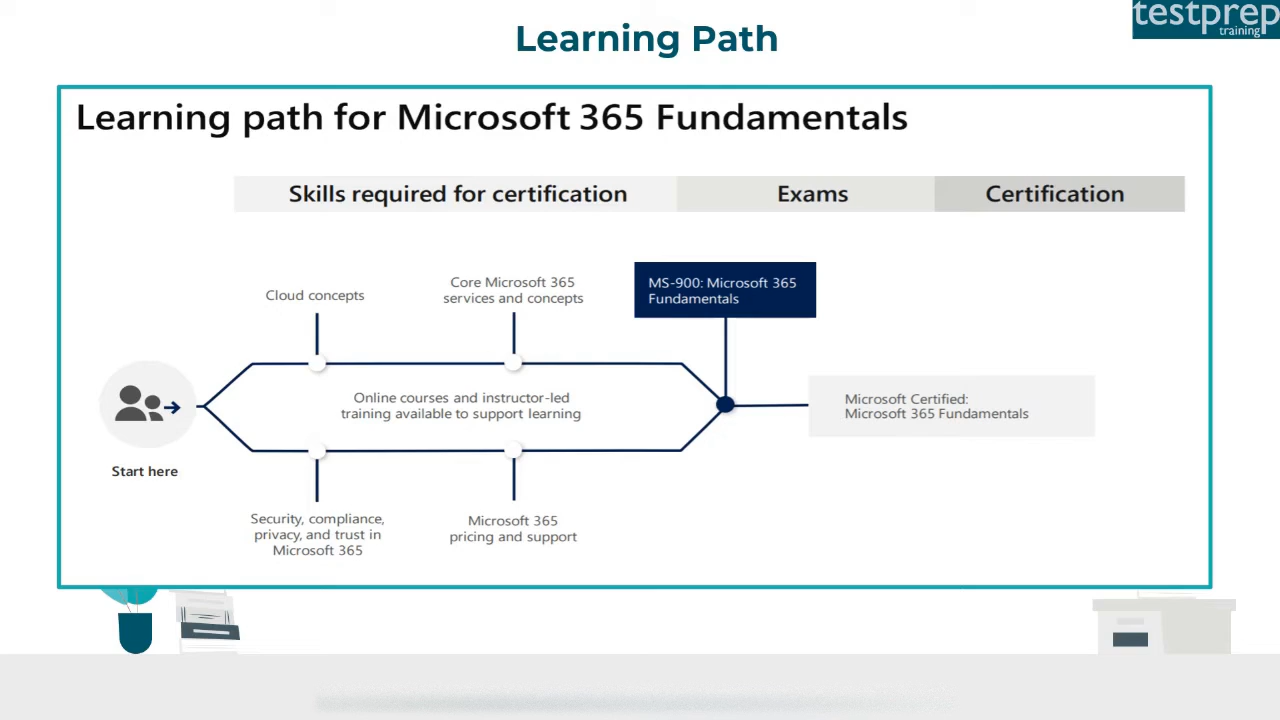 Learning Path
testprep
training
Learning path for Microsoft 365 Fundamentals
Skills required for certification
Exams
Certification
Cloud concepts
Core Microsoft 365
services and concepts
MS-900: Microsoft 365
Fundamentals
Online courses and instructor-led
training available to support learning
Microsoft Certified:
Microsoft 365 Fundamentals
Start here
Security, compliance,
privacy, and trust in
Microsoft 365
Microsoft 365
pricing and support